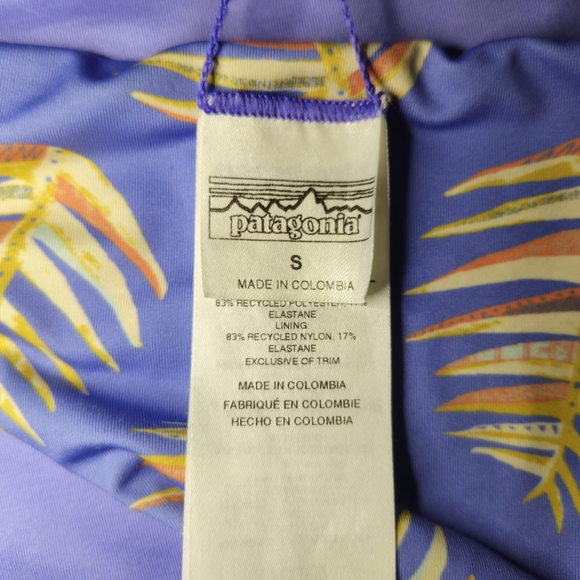 patagonia
S
MADE IN COLOMBIA
83% RECYCLED POLYESTER,
ELASTANE
LINING:
83% RECYCLED NYLON, 17%
ELASTANE
EXCLUSIVE OF TRIM
MADE IN COLOMBIA
FABRIQUÉ EN COLOMBIE
HECHO EN COLOMBIA